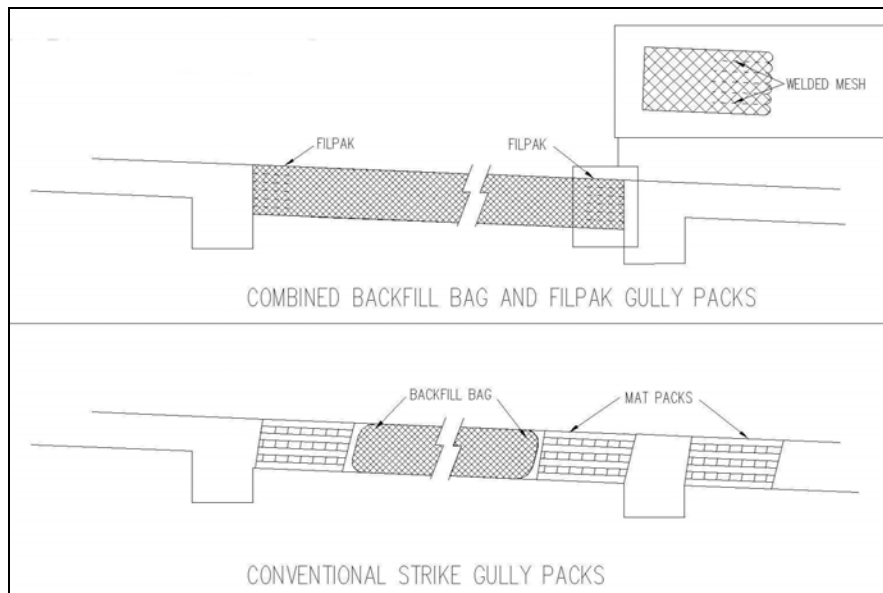 WELDED MESH
FILPAK
FILPAK
COMBINED BACKFILL BAG AND FILPAK GULLY PACKS
BACKFILL BAG
MAT PACKS
CONVENTIONAL STRIKE GULLY PACKS